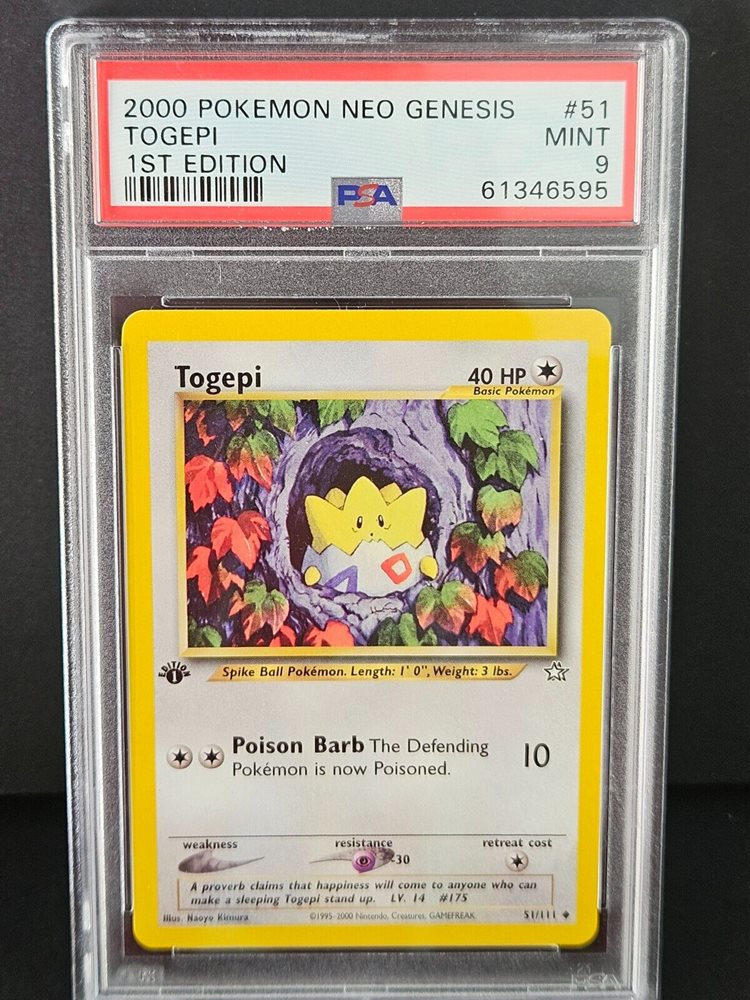 2000 POKEMON NEO GENESIS #51
TOGEPI MINT
1ST EDITION 9
PSA 61346595
Togepi 40 HP
Basic Pokémon
EDITION
1
Spike Ball Pokémon. Length: 1' 0", Weight: 3 lbs.
Poison Barb The Defending 10
Pokémon is now Poisoned.
weakness resistance retreat cost
-30
A proverb claims that happiness will come to anyone who can
make a sleeping Togepi stand up. LV. 14 #175
Illus. Naoyo Kimura ©1995-2000 Nintendo, Creatures, GAMEFREAK. 51/111